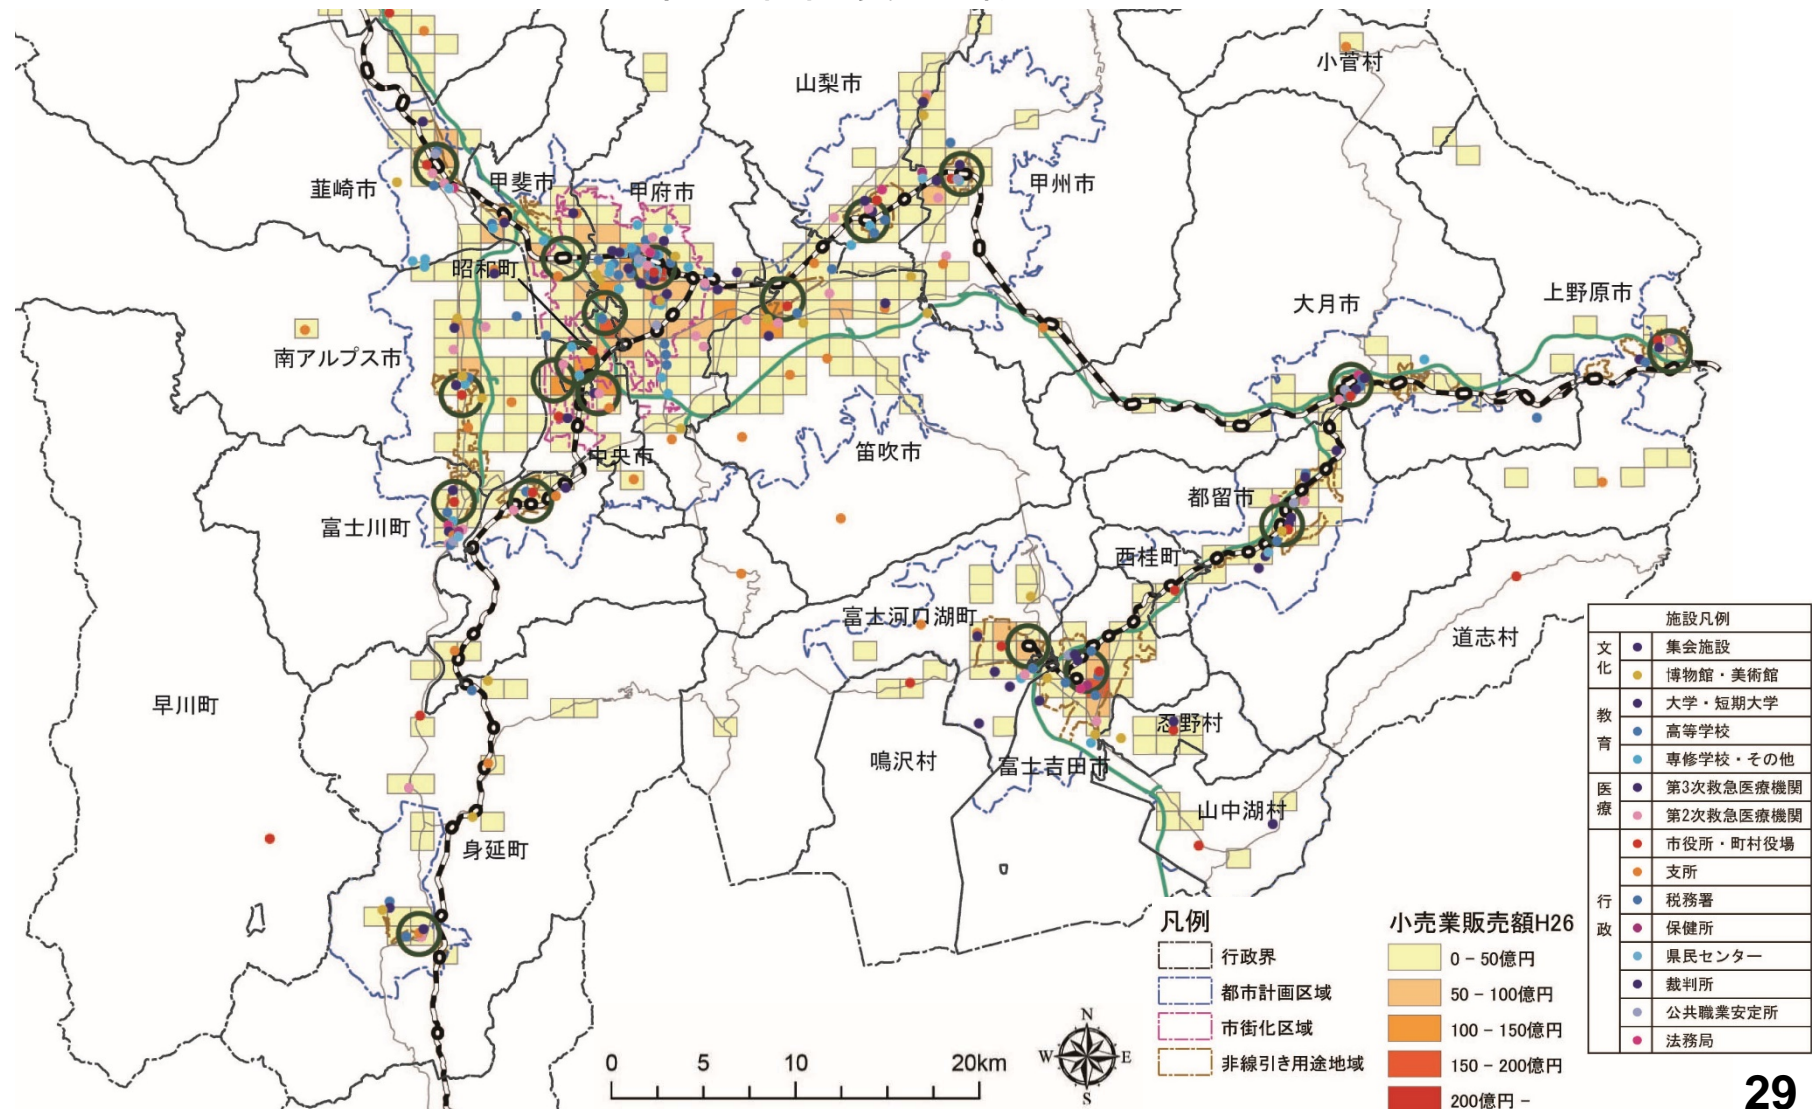 小菅村
山梨市
韮崎市
甲斐市
甲府市
甲州市
昭和町
大月市
上野原市
南アルプス市
中央市
笛吹市
都留市
富士川町
西桂町
富士河口湖町
道志村
早川町
忍野村
鳴沢村
富士吉田市
山中湖村
身延町
施設凡例
文化
集会施設
博物館・美術館
教育
大学・短期大学
高等学校
専修学校・その他
医療
第3次救急医療機関
第2次救急医療機関
行政
市役所・町村役場
支所
税務署
保健所
県民センター
裁判所
公共職業安定所
法務局
凡例
行政界
都市計画区域
市街化区域
非線引き用途地域
小売業販売額H26
0 - 50億円
50 - 100億円
100 - 150億円
150 - 200億円
200億円 -
0 5 10 20km
N
W E
S
29